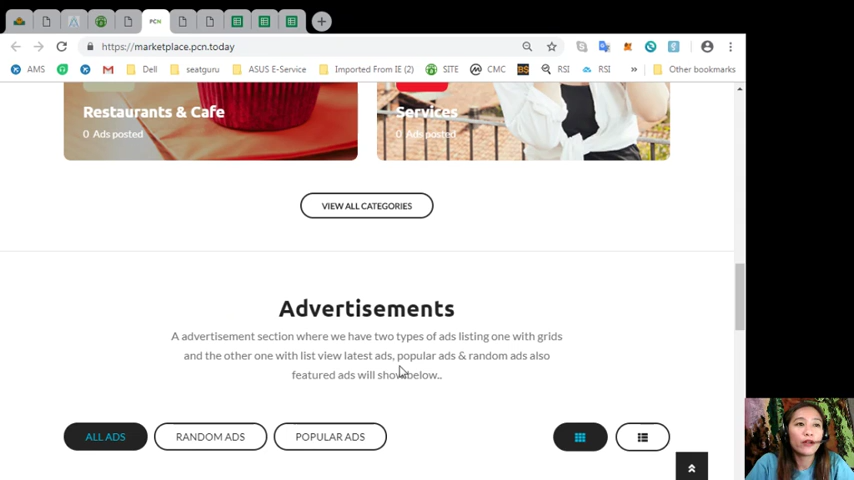 PCN
https://marketplace.pcn.today
AMS
Dell
seatguru
ASUS E-Service
Imported From IE (2)
SITE
CMC
BS
RSI
RSI
»
Other bookmarks
Restaurants & Cafe
0 Ads posted
Services
0 Ads posted
VIEW ALL CATEGORIES
Advertisements
A advertisement section where we have two types of ads listing one with grids
and the other one with list view latest ads, popular ads & random ads also
featured ads will show below..
ALL ADS
RANDOM ADS
POPULAR ADS